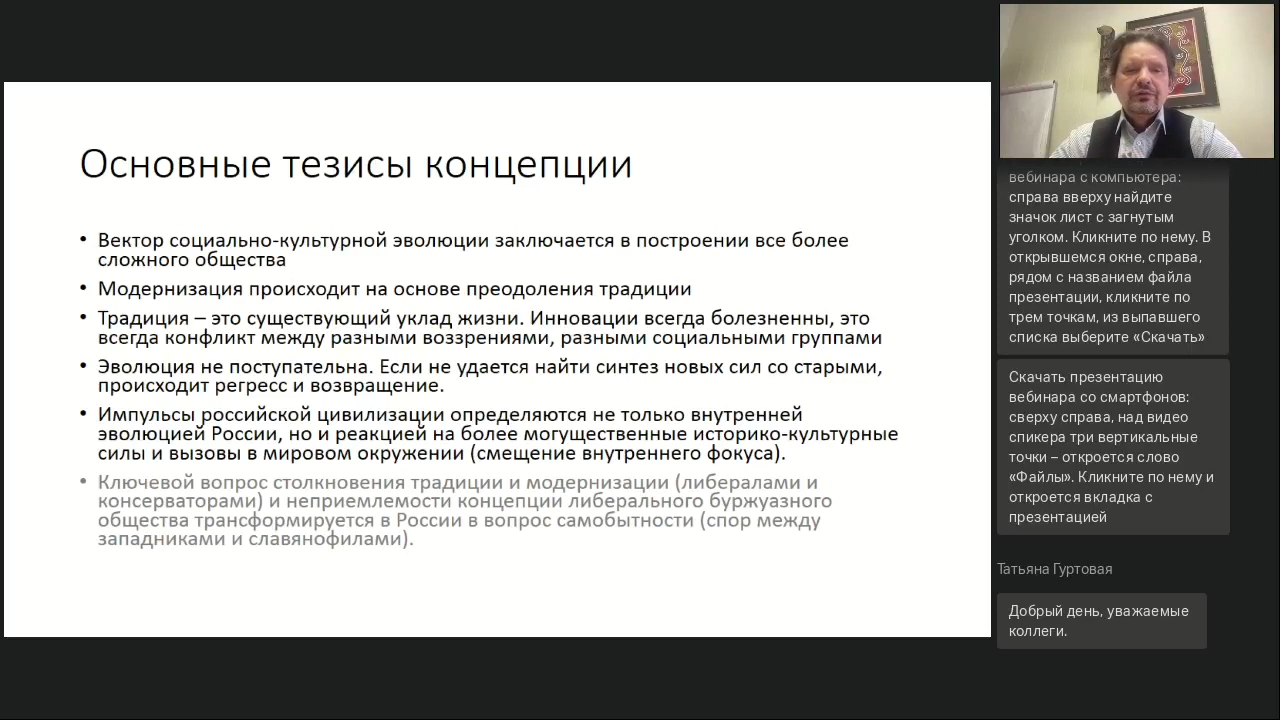 Основные тезисы концепции
• Вектор социально-культурной эволюции заключается в построении все более
сложного общества
• Модернизация происходит на основе преодоления традиции
• Традиция – это существующий уклад жизни. Инновации всегда болезненны, это
всегда конфликт между разными воззрениями, разными социальными группами
• Эволюция не поступательна. Если не удается найти синтез новых сил со старыми,
происходит регресс и возвращение.
• Импульсы российской цивилизации определяются не только внутренней
эволюцией России, но и реакцией на более могущественные историко-культурные
силы и вызовы в мировом окружении (смещение внутреннего фокуса).
• Ключевой вопрос столкновения традиции и модернизации (либералами и
консерваторами) и неприемлемости концепции либерального буржуазного
общества трансформируется в России в вопрос самобытности (спор между
западниками и славянофилами).
вебинара с компьютера:
справа вверху найдите
значок лист с загнутым
уголком. Кликните по нему. В
открывшемся окне, справа,
рядом с названием файла
презентации, кликните по
трем точкам, из выпавшего
списка выберите «Скачать»
Скачать презентацию
вебинара со смартфонов:
сверху справа, над видео
спикера три вертикальные
точки – откроется слово
«Файлы». Кликните по нему и
откроется вкладка с
презентацией
Татьяна Гуртовая
Добрый день, уважаемые
коллеги.